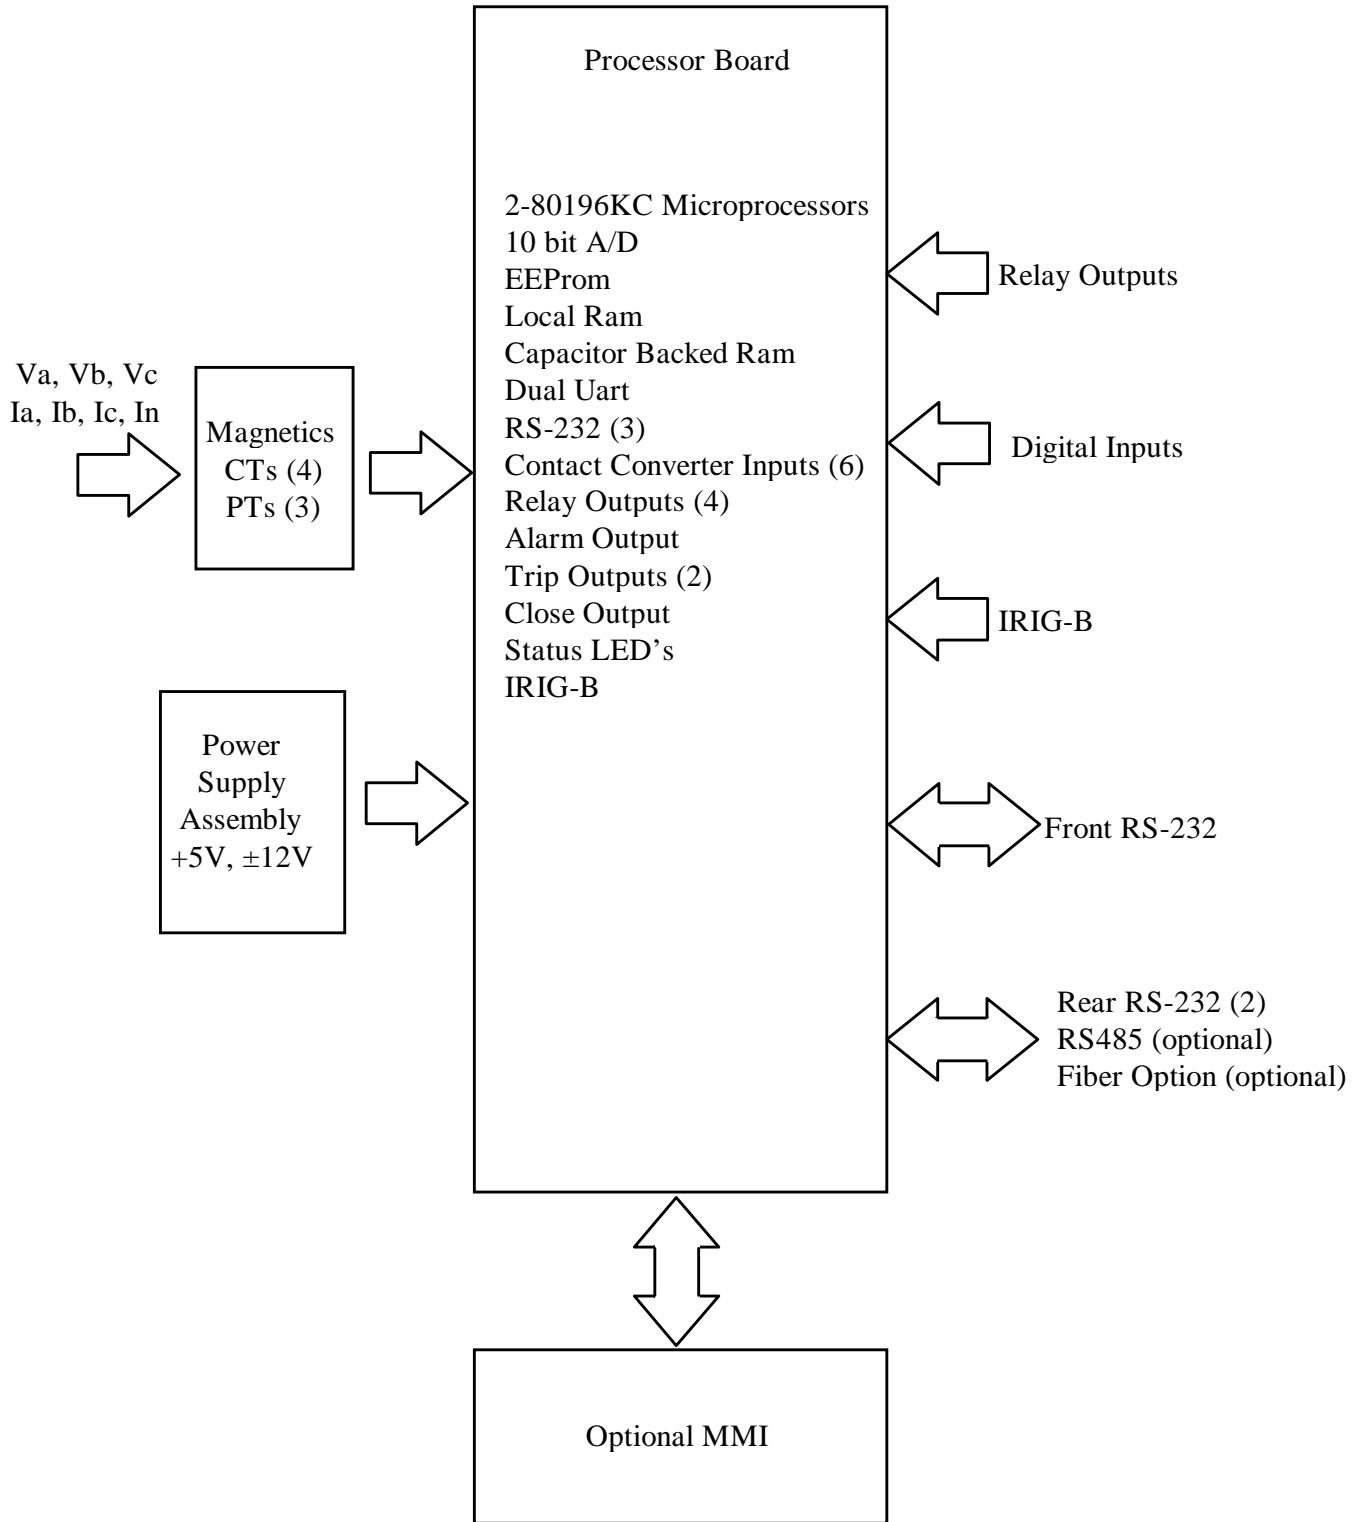 Processor Board
2-80196KC Microprocessors
10 bit A/D
EEProm
Local Ram
Capacitor Backed Ram
Dual Uart
RS-232 (3)
Contact Converter Inputs (6)
Relay Outputs (4)
Alarm Output
Trip Outputs (2)
Close Output
Status LED’s
IRIG-B
Va, Vb, Vc
Ia, Ib, Ic, In
Magnetics
CTs (4)
PTs (3)
Power
Supply
Assembly
+5V, ±12V
Relay Outputs
Digital Inputs
IRIG-B
Front RS-232
Rear RS-232 (2)
RS485 (optional)
Fiber Option (optional)
Optional MMI